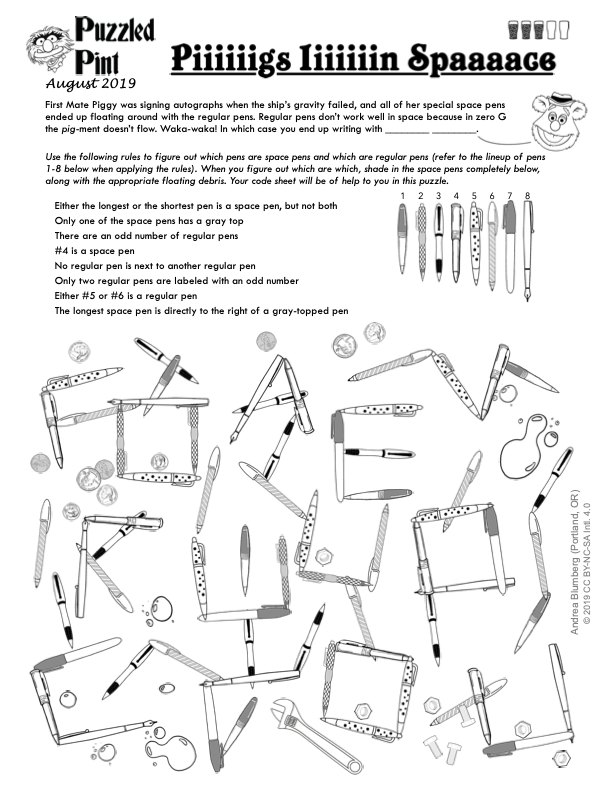 Puzzled
Pint
August 2019
Piiiiiigs Iiiiiiin Spaaaace
First Mate Piggy was signing autographs when the ship's gravity failed, and all of her special space pens
ended up floating around with the regular pens. Regular pens don't work well in space because in zero G
the pig-ment doesn't flow. Waka-waka! In which case you end up writing with _________ _________.
Use the following rules to figure out which pens are space pens and which are regular pens (refer to the lineup of pens
1-8 below when applying the rules). When you figure out which are which, shade in the space pens completely below,
along with the appropriate floating debris. Your code sheet will be of help to you in this puzzle.
1 2 3 4 5 6 7 8
Either the longest or the shortest pen is a space pen, but not both
Only one of the space pens has a gray top
There are an odd number of regular pens
#4 is a space pen
No regular pen is next to another regular pen
Only two regular pens are labeled with an odd number
Either #5 or #6 is a regular pen
The longest space pen is directly to the right of a gray-topped pen
Andrea Blumberg (Portland, OR)
© 2019 CC BY-NC-SA Intl. 4.0